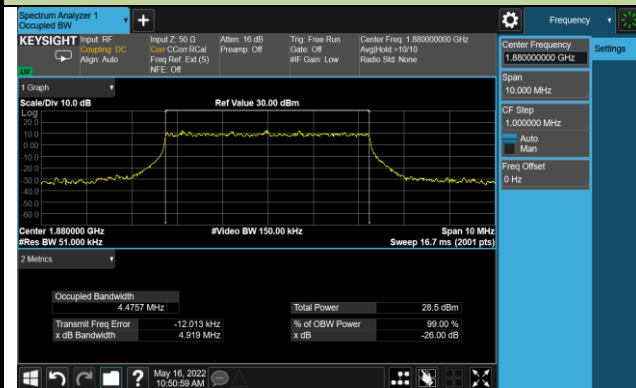 Spectrum Analyzer 1
Occupied BW
Frequency
KEYSIGHT
Input: RF
Coupling: DC
Align: Auto
Input Z: 50 Ω
Corr CCorr RCal
Freq Ref: Ext (S)
NFE: Off
Atten: 16 dB
Preamp: Off
Trig: Free Run
Gate: Off
#IF Gain: Low
Center Freq: 1.880000000 GHz
Avg|Hold:>10/10
Radio Std: None
Center Frequency
1.880000000 GHz
Settings
Span
10.000 MHz
CF Step
1.000000 MHz
Auto
Man
Freq Offset
0 Hz
1 Graph
Scale/Div 10.0 dB
Ref Value 30.00 dBm
Log
20.0
10.0
0.00
-10.0
-20.0
-30.0
-40.0
-50.0
-60.0
Center 1.880000 GHz
#Video BW 150.00 kHz
Span 10 MHz
#Res BW 51.000 kHz
Sweep 16.7 ms (2001 pts)
2 Metrics
Occupied Bandwidth
4.4757 MHz
Total Power
28.5 dBm
Transmit Freq Error
-12.013 kHz
% of OBW Power
99.00 %
x dB Bandwidth
4.919 MHz
x dB
-26.00 dB
May 16, 2022
10:50:59 AM